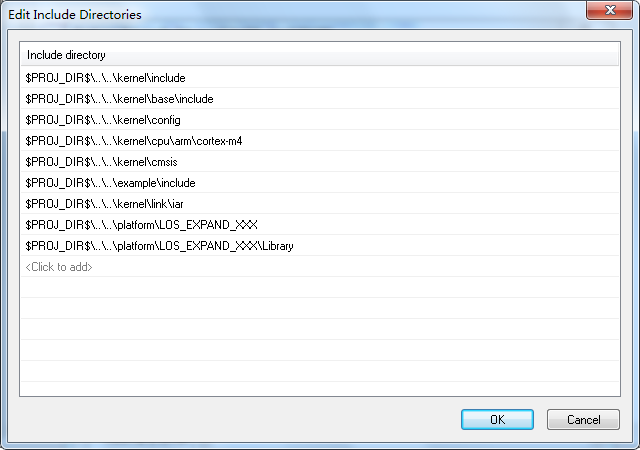 Edit Include Directories
Include directory
$PROJ_DIR$\..\..\kernel\include
$PROJ_DIR$\..\..\kernel\base\include
$PROJ_DIR$\..\..\kernel\config
$PROJ_DIR$\..\..\kernel\cpu\arm\cortex-m4
$PROJ_DIR$\..\..\kernel\cmsis
$PROJ_DIR$\..\..\example\include
$PROJ_DIR$\..\..\kernel\link\iar
$PROJ_DIR$\..\..\platform\LOS_EXPAND_XXX
$PROJ_DIR$\..\..\platform\LOS_EXPAND_XXX\Library
<Click to add>
OK Cancel